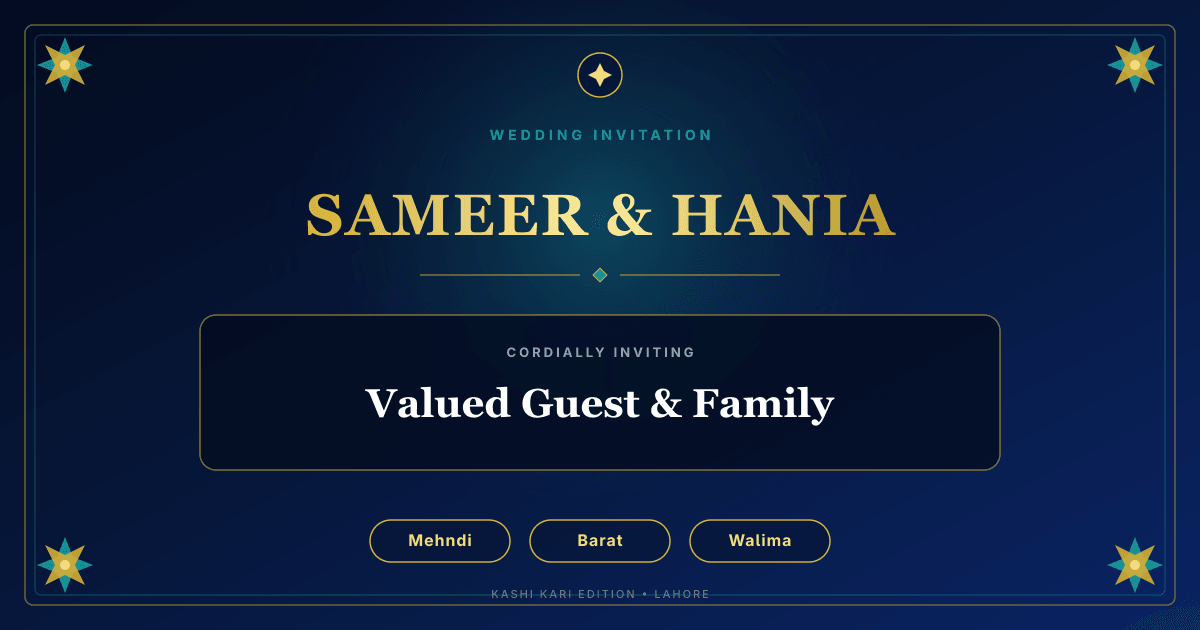 WEDDING INVITATION
SAMEER & HANIA
CORDIALLY INVITING
Valued Guest & Family
Mehndi Barat Walima
KASHI KARI EDITION • LAHORE